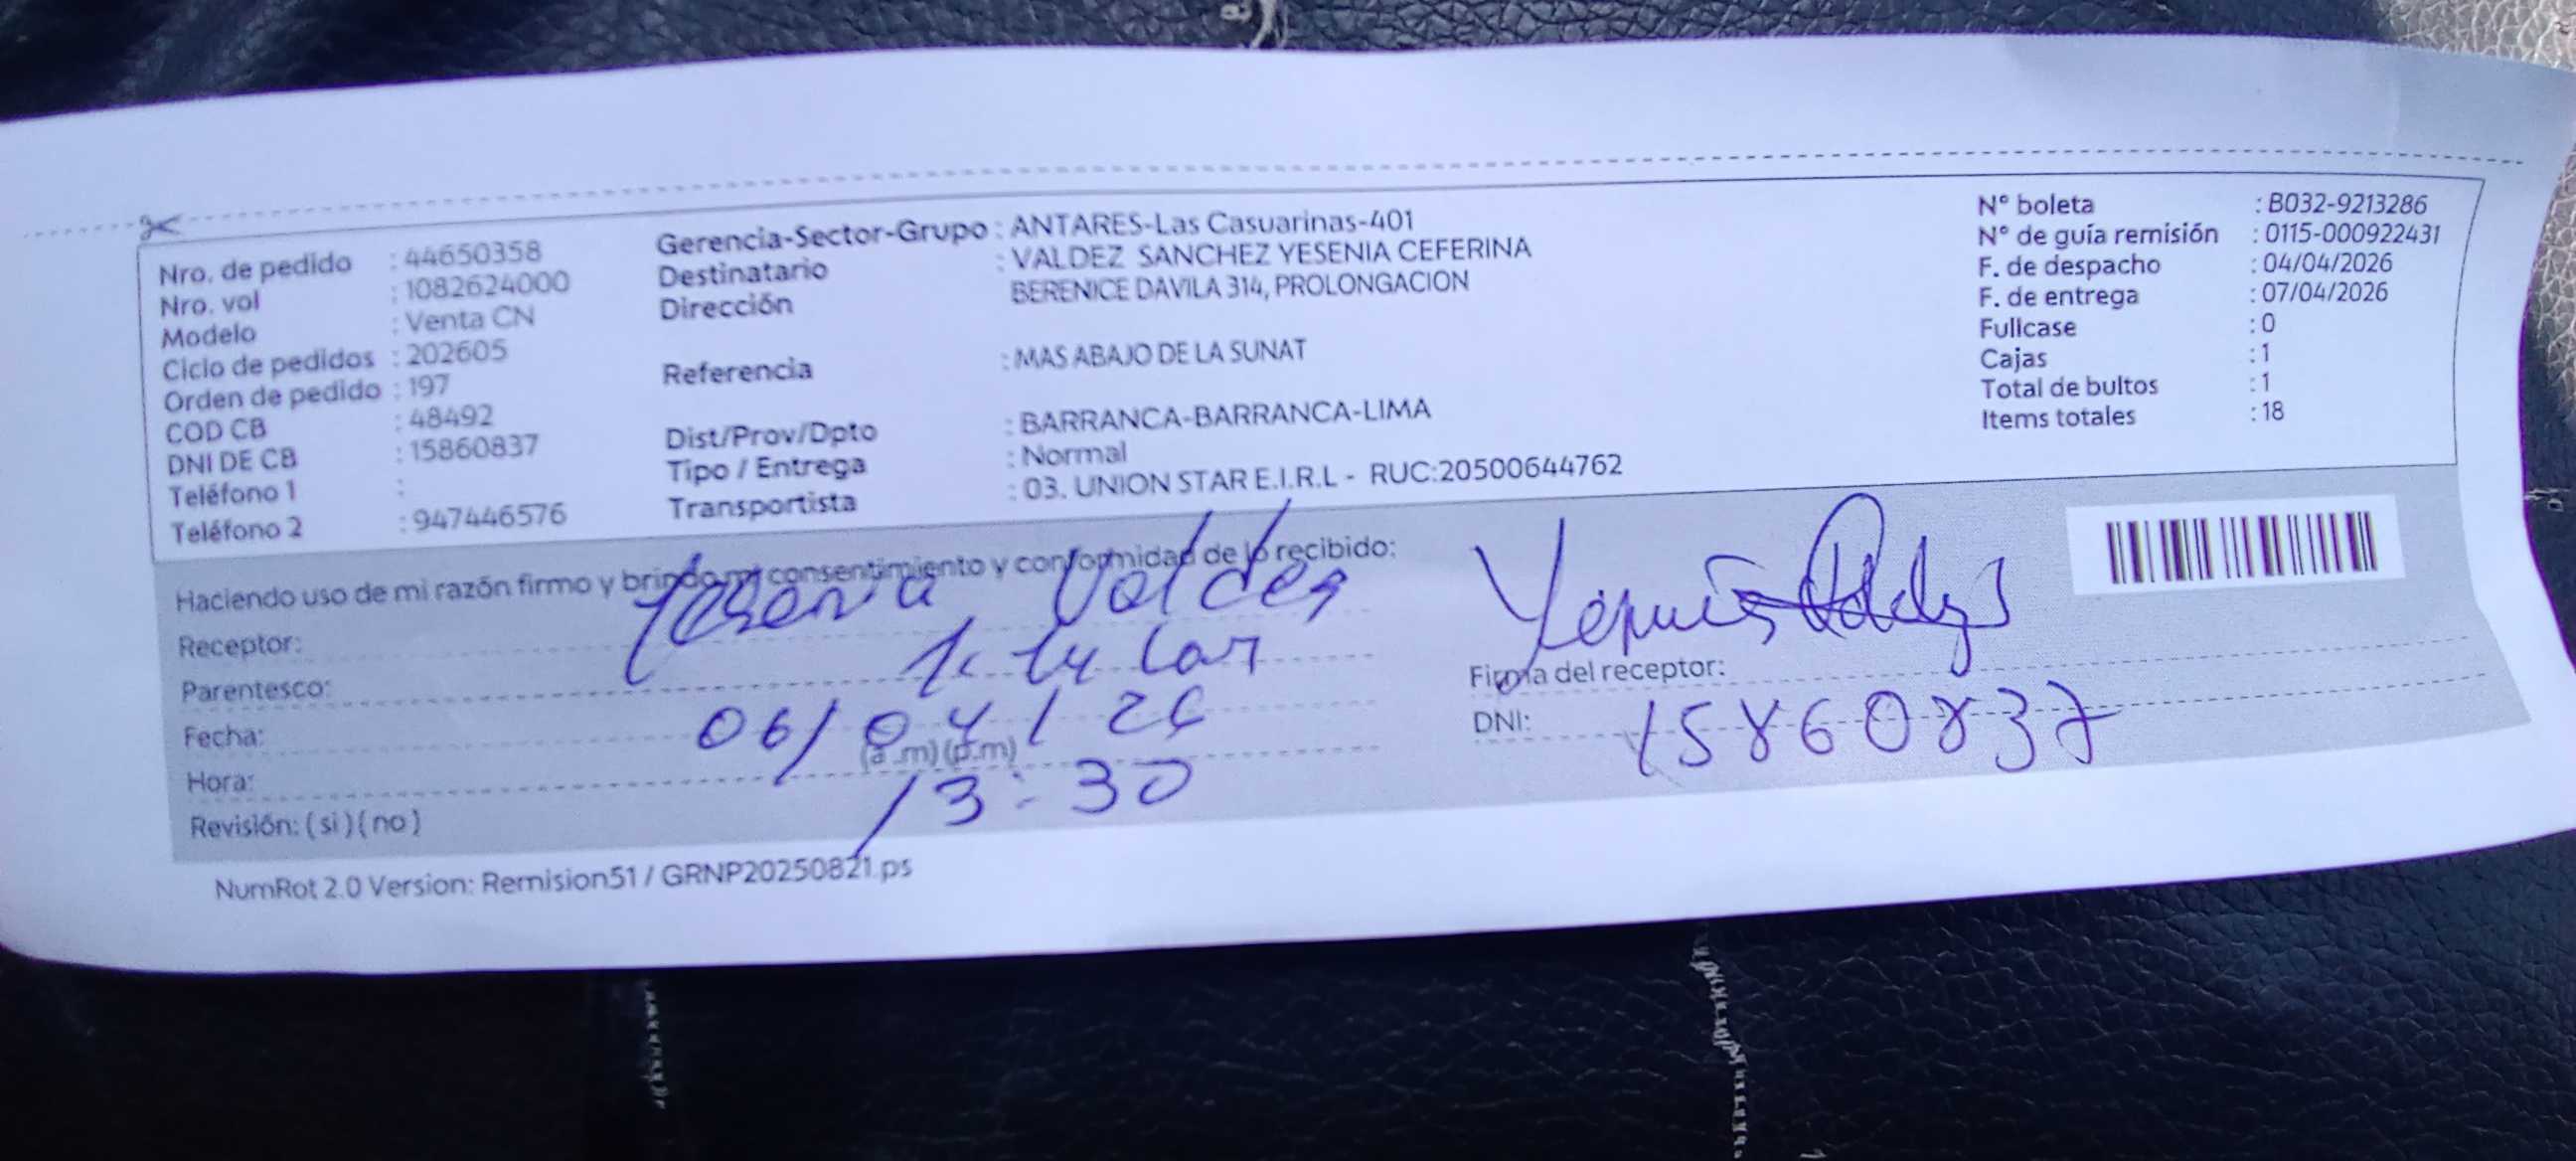 Nro. de pedido : 44650358
Nro. vol : 1082624000
Modelo : Venta CN
Ciclo de pedidos : 202605
Orden de pedido : 197
COD CB : 48492
DNI DE CB : 15860837
Teléfono 1 :
Teléfono 2 : 947446576
Gerencia-Sector-Grupo : ANTARES-Las Casuarinas-401
Destinatario : VALDEZ SANCHEZ YESENIA CEFERINA
Dirección BERENICE DAVILA 314, PROLONGACION
Referencia : MAS ABAJO DE LA SUNAT
Dist/Prov/Dpto : BARRANCA-BARRANCA-LIMA
Tipo / Entrega : Normal
Transportista : 03. UNION STAR E.I.R.L - RUC:20500644762
N° boleta : B032-9213286
N° de guía remisión : 0115-000922431
F. de despacho : 04/04/2026
F. de entrega : 07/04/2026
Fullcase : 0
Cajas : 1
Total de bultos : 1
Items totales : 18
Haciendo uso de mi razón firmo y brindo mi consentimiento y conformidad de lo recibido:
Receptor: Yesenia Valdez
Parentesco: Titular
Fecha: 06/04/26
Hora: (a .m) (p.m) 13:30
Revisión: ( si ) ( no )
Firma del receptor: Yesenia Valdez
DNI: 15860837
NumRot 2.0 Version: Remision51 / GRNP20250821.ps